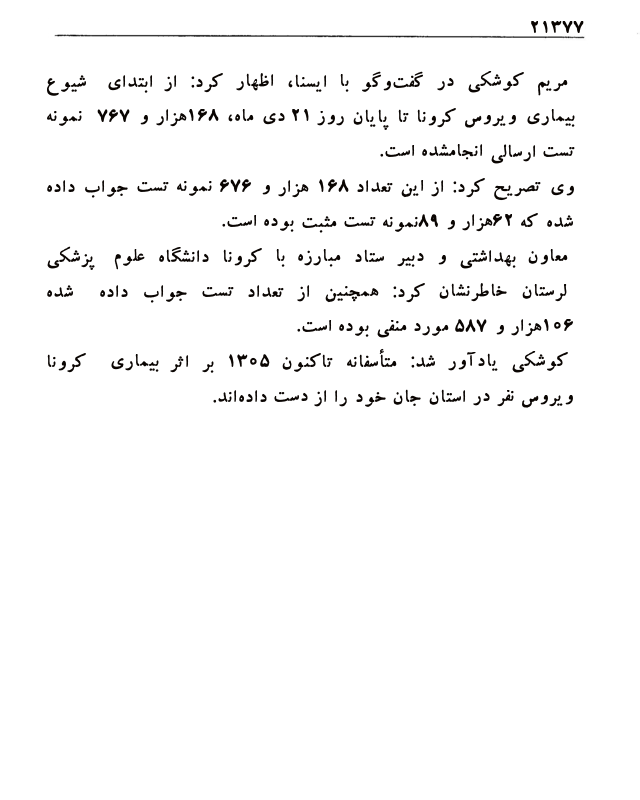 ۲۱۳۷۷
مریم کوشکی در گفت‌وگو با ایسنا، اظهار کرد: از ابتدای شیوع
بیماری ویروس کرونا تا پایان روز ۲۱ دی ماه، ۱۶۸هزار و ۷۶۷ نمونه
تست ارسالی انجامشده است.
وی تصریح کرد: از این تعداد ۱۶۸ هزار و ۶۷۶ نمونه تست جواب داده
شده که ۶۲هزار و ۸۹نمونه تست مثبت بوده است.
معاون بهداشتی و دبیر ستاد مبارزه با کرونا دانشگاه علوم پزشکی
لرستان خاطرنشان کرد: همچنین از تعداد تست جواب داده شده
۱۰۶هزار و ۵۸۷ مورد منفی بوده است.
کوشکی یادآور شد: متأسفانه تاکنون ۱۳۰۵ بر اثر بیماری کرونا
ویروس نفر در استان جان خود را از دست داده‌اند.